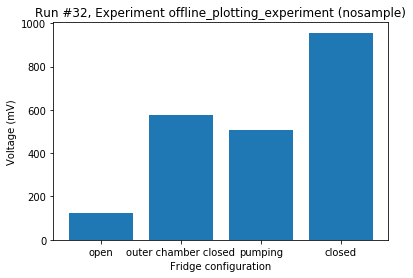 Run #32, Experiment offline_plotting_experiment (nosample)
1000
800
600
400
200
0
Voltage (mV)
open outer chamber closed pumping closed
Fridge configuration